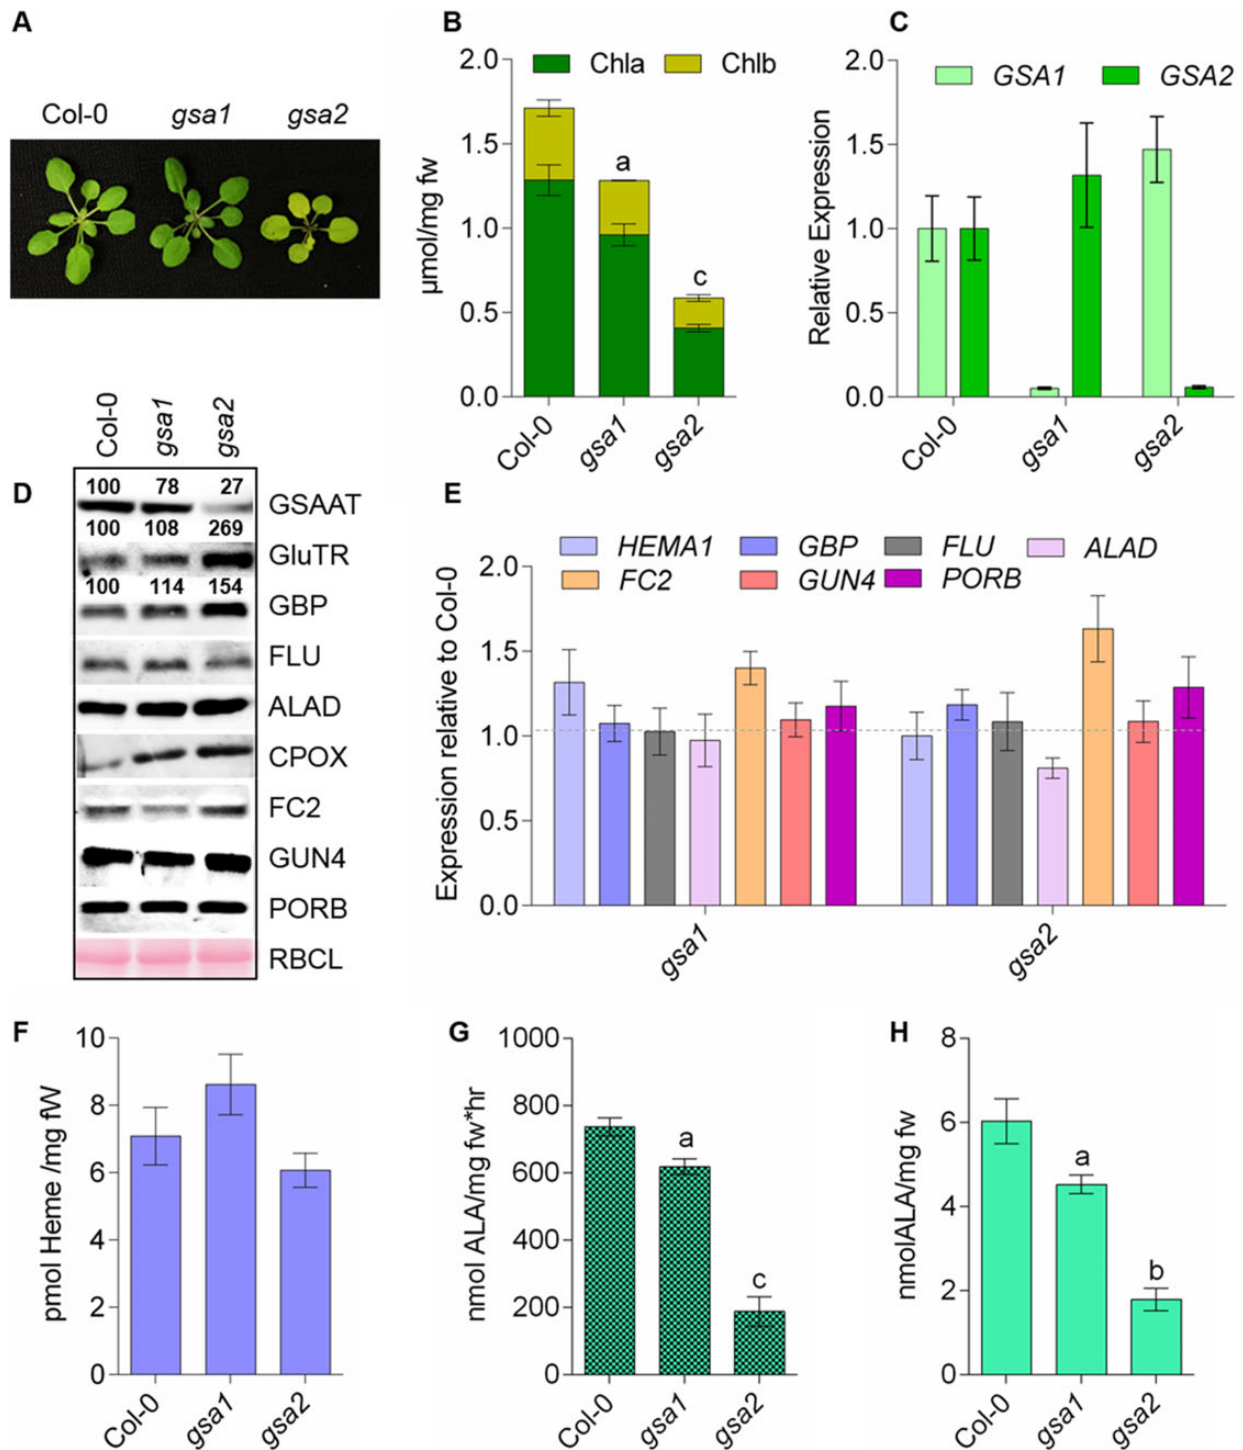 A
Col-0 gsa1 gsa2
B
2.0
1.5
1.0
0.5
0.0
µmol/mg fw
Chla Chlb
a
c
Col-0 gsa1 gsa2
C
2.0
1.5
1.0
0.5
0.0
Relative Expression
GSA1 GSA2
Col-0 gsa1 gsa2
D
Col-0 gsa1 gsa2
100 78 27
GSAAT
100 108 269
GluTR
100 114 154
GBP
FLU
ALAD
CPOX
FC2
GUN4
PORB
RBCL
E
HEMA1 GBP FLU ALAD
FC2 GUN4 PORB
2.0
1.5
1.0
0.5
0.0
Expression relative to Col-0
gsa1 gsa2
F
10
8
6
4
2
0
pmol Heme /mg fW
Col-0 gsa1 gsa2
G
1000
800
600
400
200
0
nmol ALA/mg fw*hr
a
c
Col-0 gsa1 gsa2
H
8
6
4
2
0
nmolALA/mg fw
a
b
Col-0 gsa1 gsa2